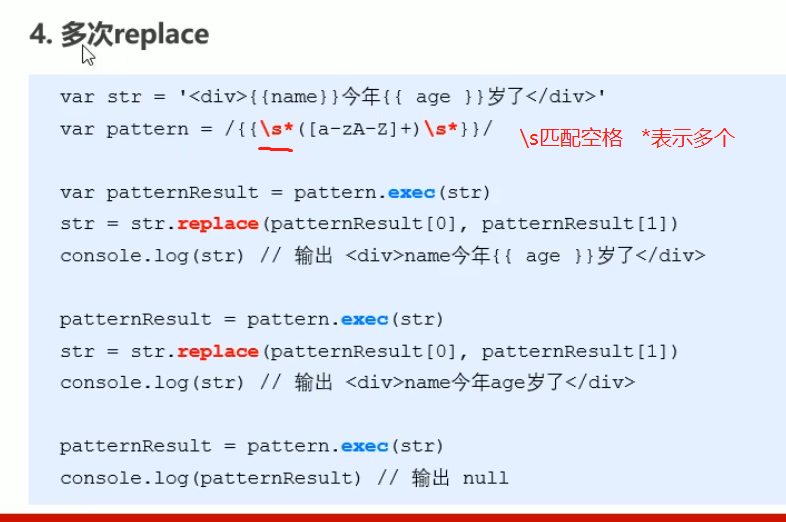 4. 多次replace
var str = '<div>{{name}}今年{{ age }}岁了</div>'
var pattern = /{{\s*([a-zA-Z]+)\s*}}/
\s匹配空格 *表示多个
var patternResult = pattern.exec(str)
str = str.replace(patternResult[0], patternResult[1])
console.log(str) // 输出 <div>name今年{{ age }}岁了</div>
patternResult = pattern.exec(str)
str = str.replace(patternResult[0], patternResult[1])
console.log(str) // 输出 <div>name今年age岁了</div>
patternResult = pattern.exec(str)
console.log(patternResult) // 输出 null